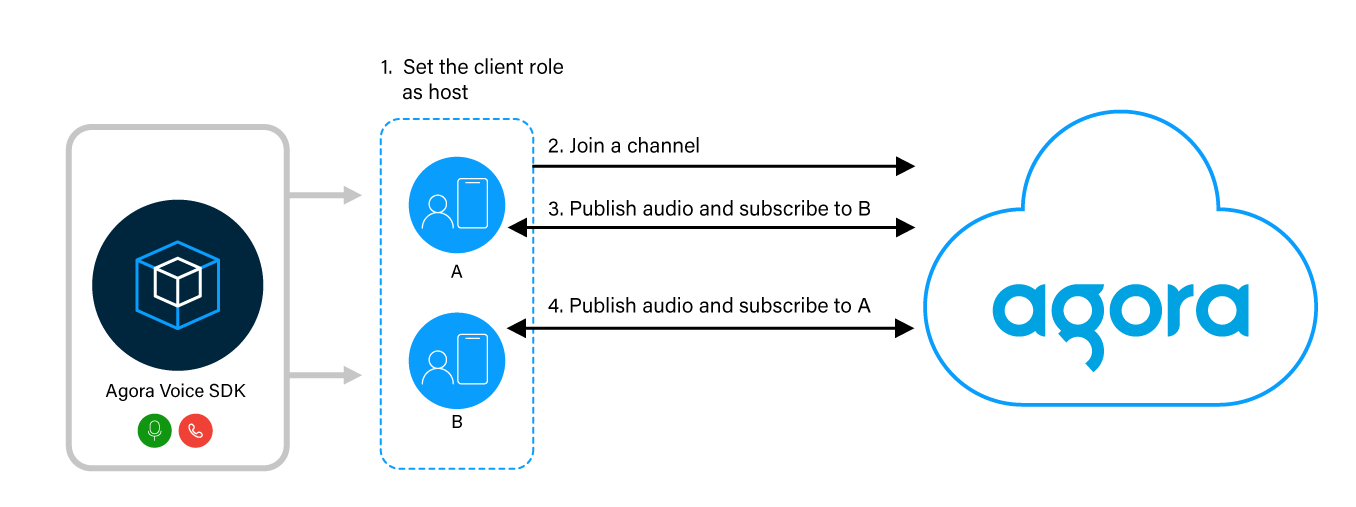 1. Set the client role
as host
2. Join a channel
3. Publish audio and subscribe to B
A
4. Publish audio and subscribe to A
B
Agora Voice SDK
agora